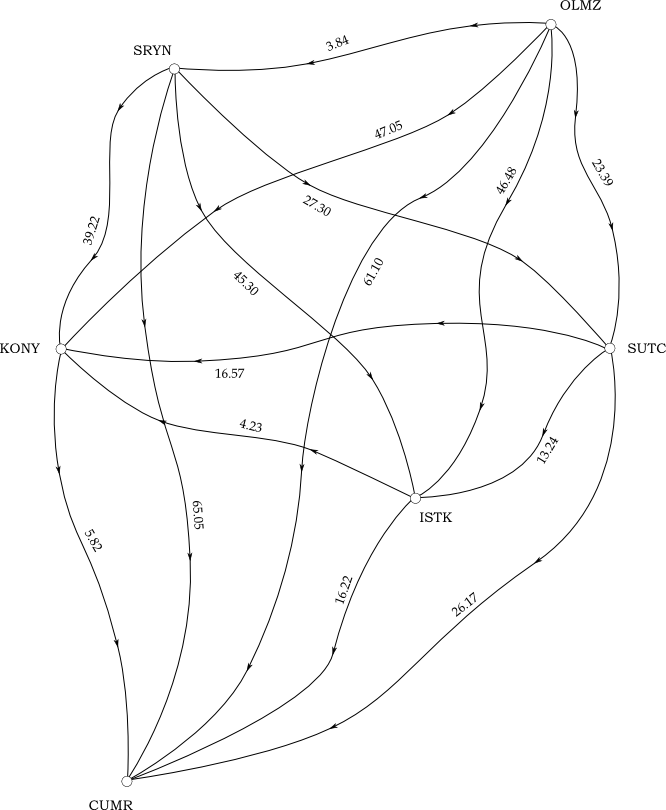 OLMZ
SRYN
3.84
47.05
23.39
46.48
27.30
39.22
61.10
45.30
KONY
SUTC
16.57
4.23
13.24
ISTK
65.05
5.82
16.22
26.17
CUMR